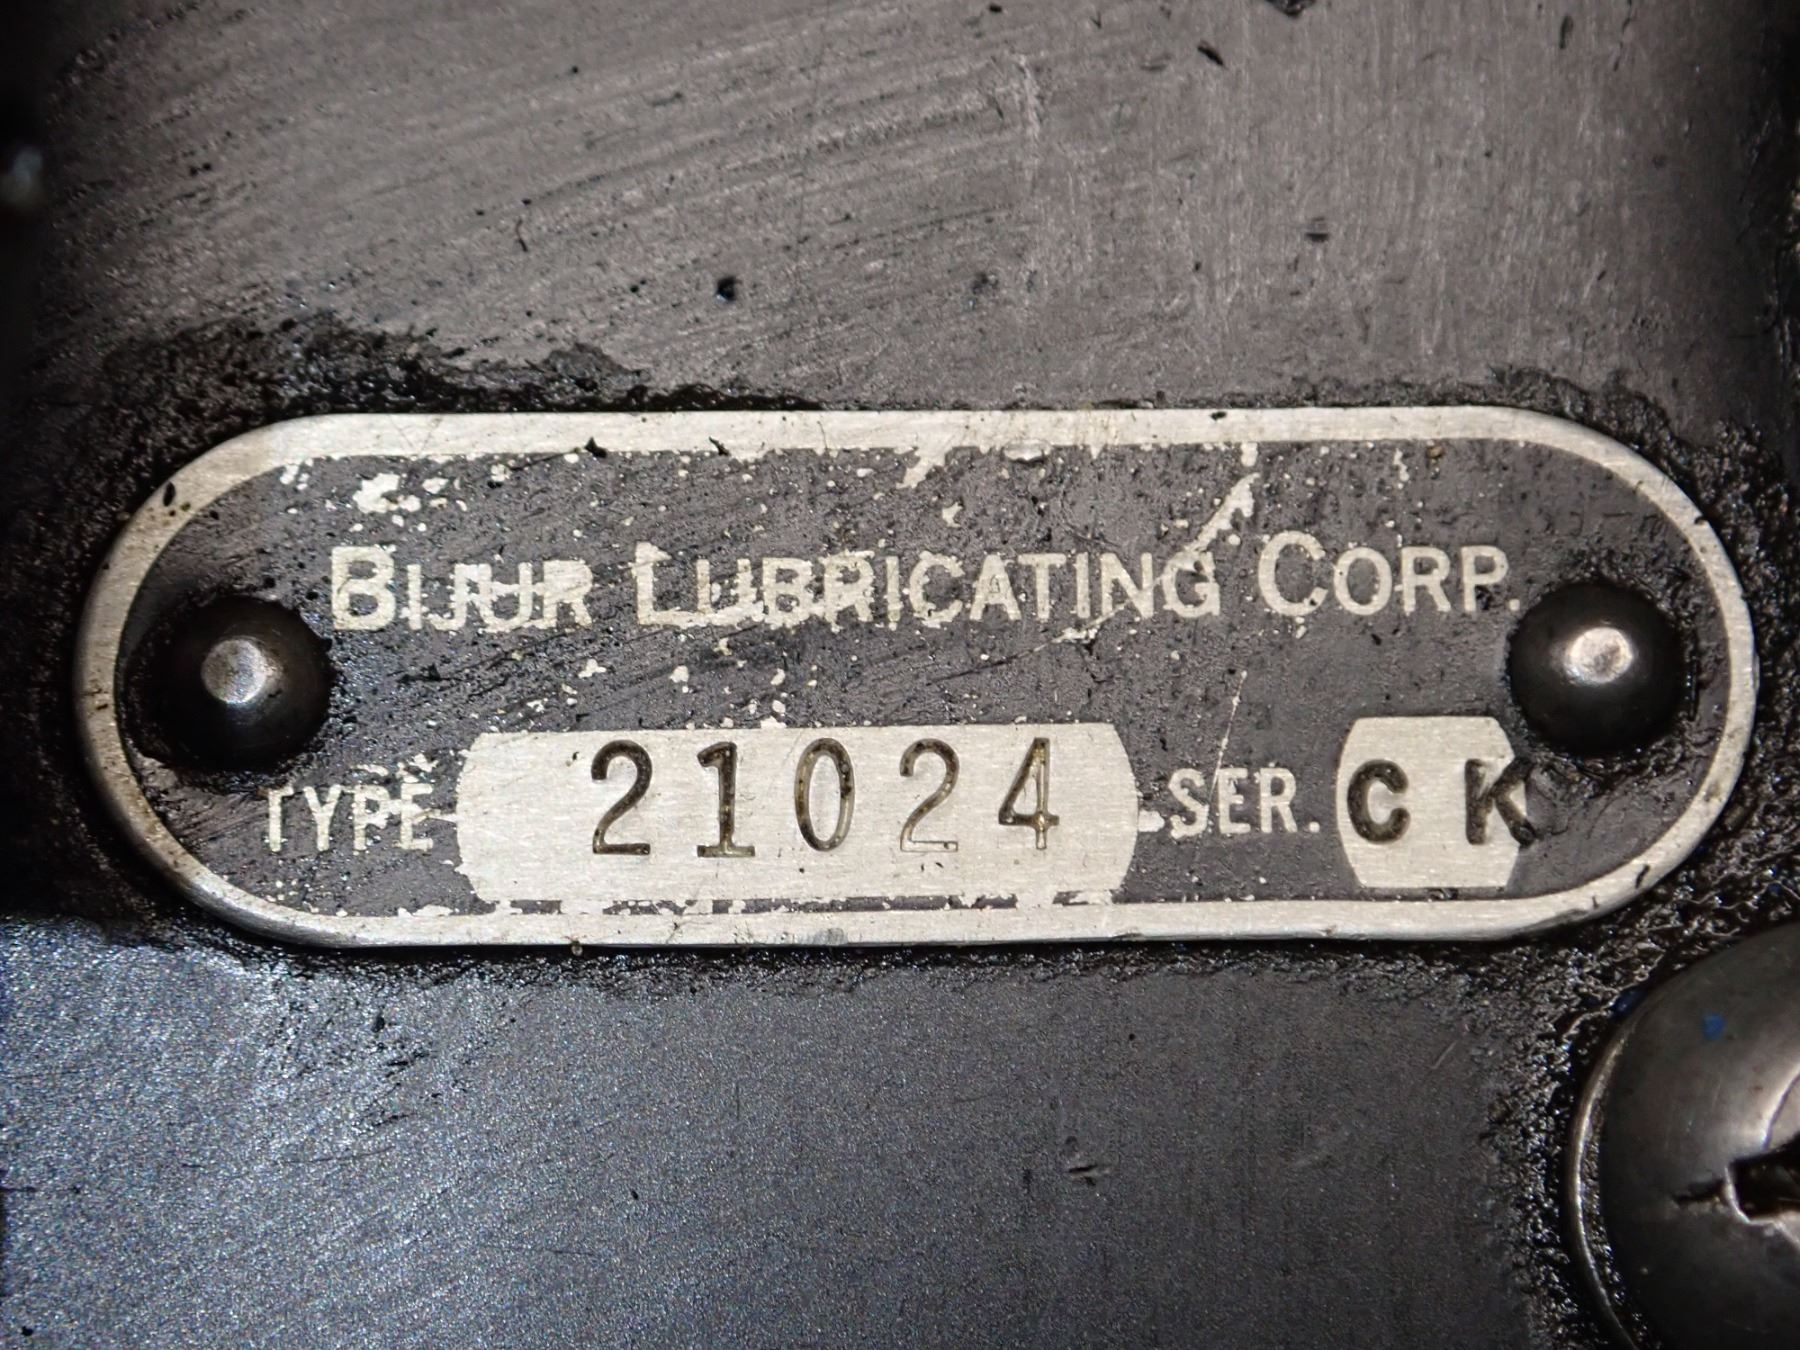 BIJUR LUBRICATING CORP.
TYPE 21024 SER. CK